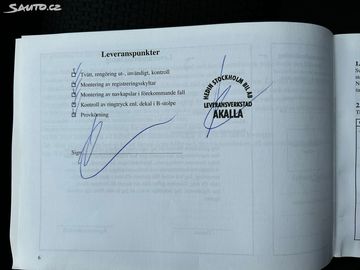 Sauto.cz
Leveranspunkter
Tvätt, rengöring ut-, invändigt, kontroll
Montering av registreringsskyltar
Montering av navkapslar i förekommande fall
Kontroll av ringtryck enl. dekal i B-stolpe
Provkörning
STOCKHOLM BIL AB
LEVERANSVERKSTAD
AKALLA
Sign
6